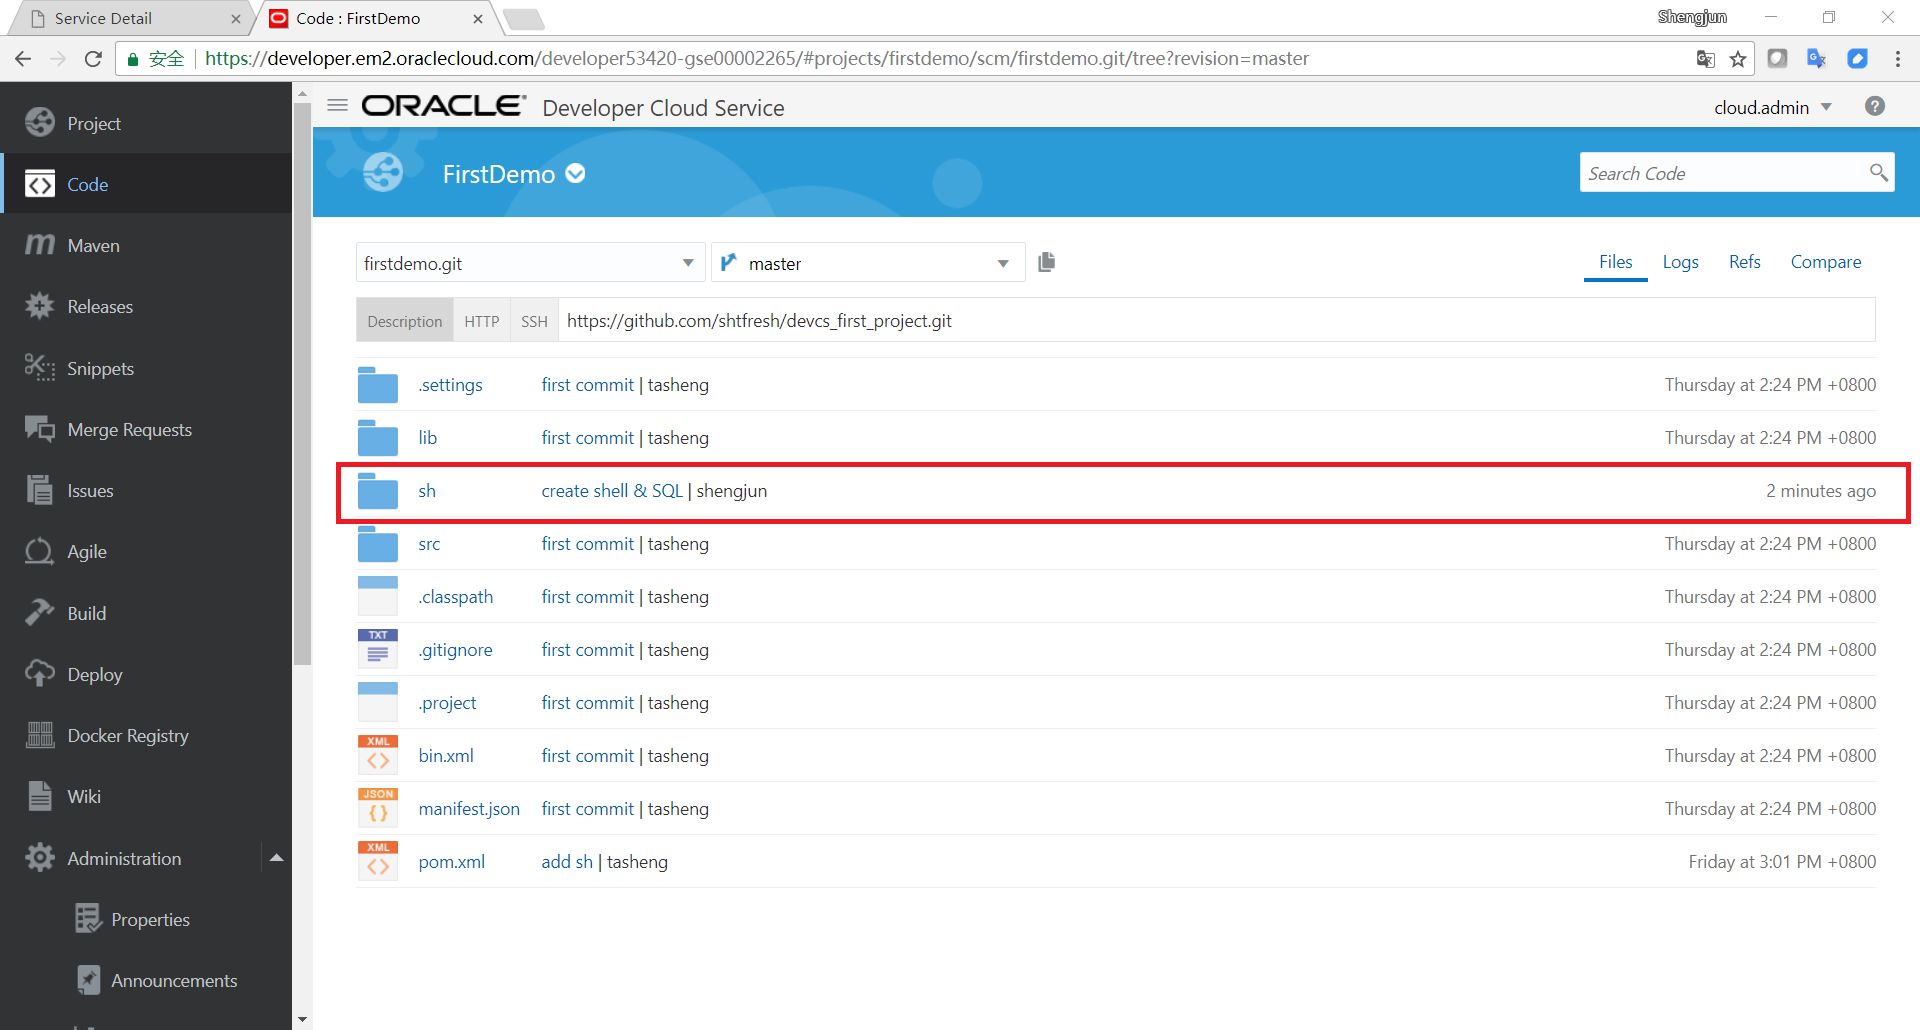 Service Detail
Code : FirstDemo
Shengjun
安全
https://developer.em2.oraclecloud.com/developer53420-gse00002265/#projects/firstdemo/scm/firstdemo.git/tree?revision=master
ORACLE Developer Cloud Service
cloud.admin
Project
Code
Maven
Releases
Snippets
Merge Requests
Issues
Agile
Build
Deploy
Docker Registry
Wiki
Administration
Properties
Announcements
FirstDemo
Search Code
firstdemo.git
master
Files Logs Refs Compare
Description HTTP SSH https://github.com/shtfresh/devcs_first_project.git
.settings first commit | tasheng Thursday at 2:24 PM +0800
lib first commit | tasheng Thursday at 2:24 PM +0800
sh create shell & SQL | shengjun 2 minutes ago
src first commit | tasheng Thursday at 2:24 PM +0800
.classpath first commit | tasheng Thursday at 2:24 PM +0800
TXT .gitignore first commit | tasheng Thursday at 2:24 PM +0800
.project first commit | tasheng Thursday at 2:24 PM +0800
XML bin.xml first commit | tasheng Thursday at 2:24 PM +0800
JSON manifest.json first commit | tasheng Thursday at 2:24 PM +0800
XML pom.xml add sh | tasheng Friday at 3:01 PM +0800